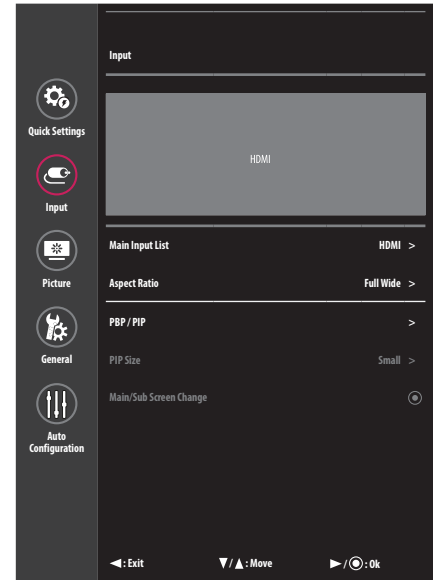 Input
Quick Settings
HDMI
Input
Main Input List HDMI >
Picture
Aspect Ratio Full Wide >
PBP / PIP >
General
PIP Size Small >
Main/Sub Screen Change
Auto
Configuration
◄ : Exit ▼/▲ : Move ►/◉ : Ok